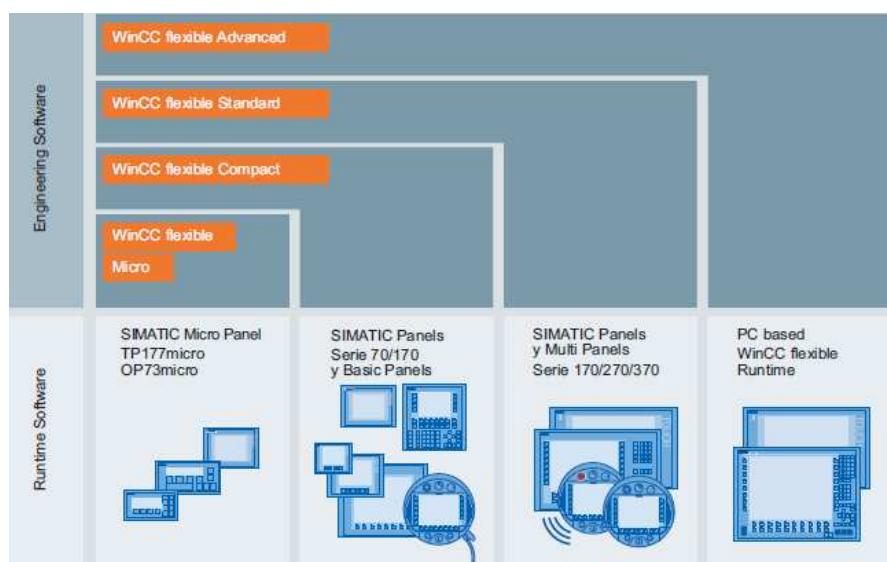 Engineering Software
WinCC flexible Advanced
WinCC flexible Standard
WinCC flexible Compact
WinCC flexible
Micro
Runtime Software
SIMATIC Micro Panel
TP177micro
OP73micro
SIMATIC Panels
Serie 70/170
y Basic Panels
SIMATIC Panels
y Multi Panels
Serie 170/270/370
PC based
WinCC flexible
Runtime